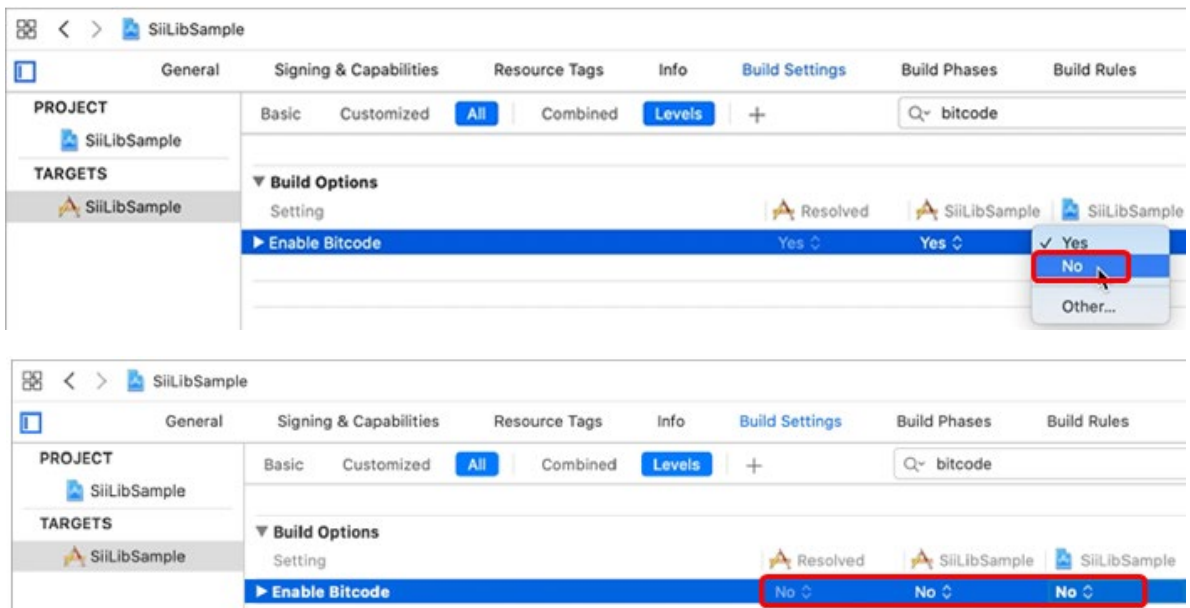 SiiLibSample
General Signing & Capabilities Resource Tags Info Build Settings Build Phases Build Rules
PROJECT
Basic Customized All Combined Levels + bitcode
SiiLibSample
TARGETS
Build Options
SiiLibSample
Setting Resolved SiiLibSample SiiLibSample
Enable Bitcode Yes Yes Yes
No
Other...
SiiLibSample
General Signing & Capabilities Resource Tags Info Build Settings Build Phases Build Rules
PROJECT
Basic Customized All Combined Levels + bitcode
SiiLibSample
TARGETS
Build Options
SiiLibSample
Setting Resolved SiiLibSample SiiLibSample
Enable Bitcode No No No